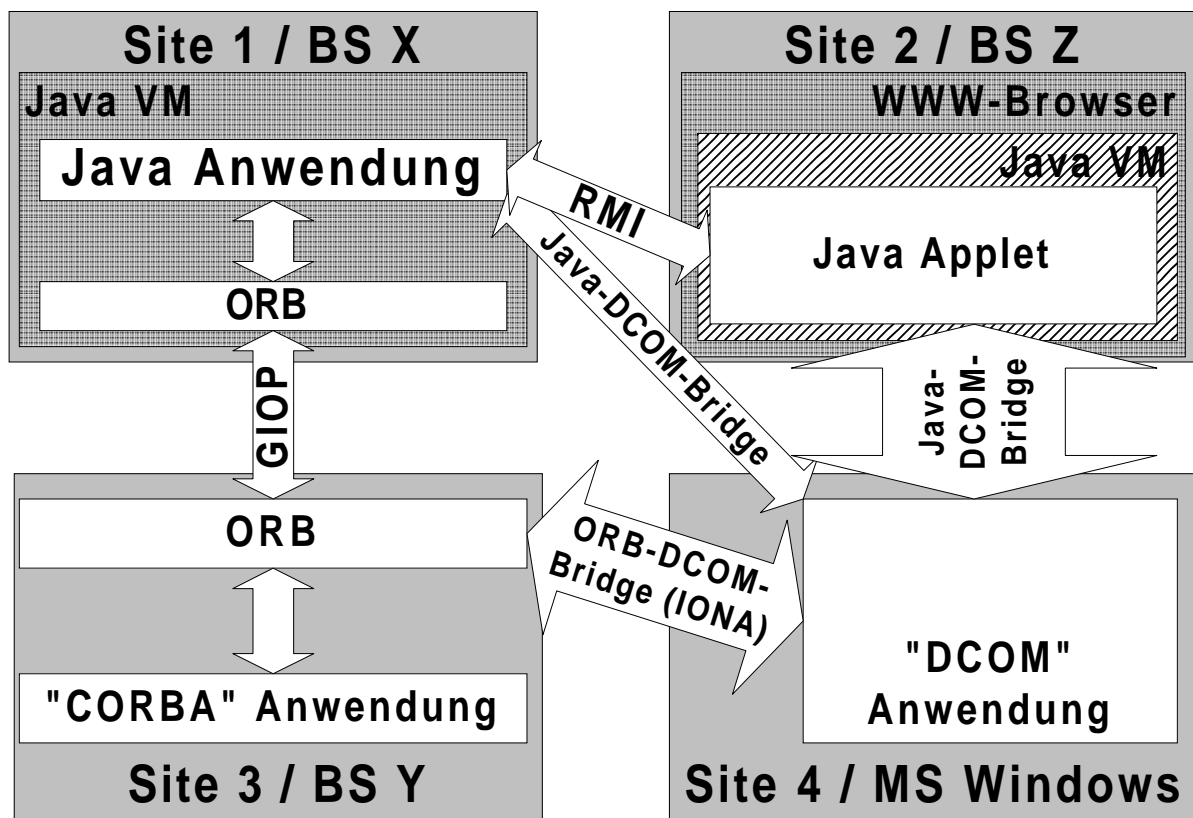 Site 1 / BS X
Java VM
Java Anwendung
ORB
Site 2 / BS Z
WWW-Browser
Java VM
Java Applet
RMI
Java-DCOM-Bridge
Java-
DCOM-
Bridge
GIOP
ORB
"CORBA" Anwendung
Site 3 / BS Y
ORB-DCOM-
Bridge (IONA)
"DCOM"
Anwendung
Site 4 / MS Windows